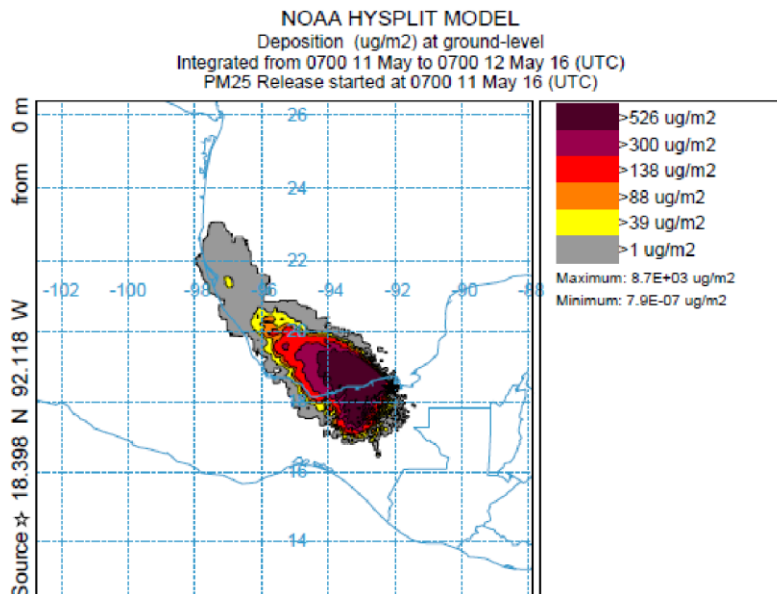 NOAA HYSPLIT MODEL
Deposition (ug/m2) at ground-level
Integrated from 0700 11 May to 0700 12 May 16 (UTC)
PM25 Release started at 0700 11 May 16 (UTC)
Source ☆ 18.398 N 92.118 W from 0 m
26
24
22
-102 -100 -98 -96 -94 -92 -90 -88
20
16
14
>526 ug/m2
>300 ug/m2
>138 ug/m2
>88 ug/m2
>39 ug/m2
>1 ug/m2
Maximum: 8.7E+03 ug/m2
Minimum: 7.9E-07 ug/m2